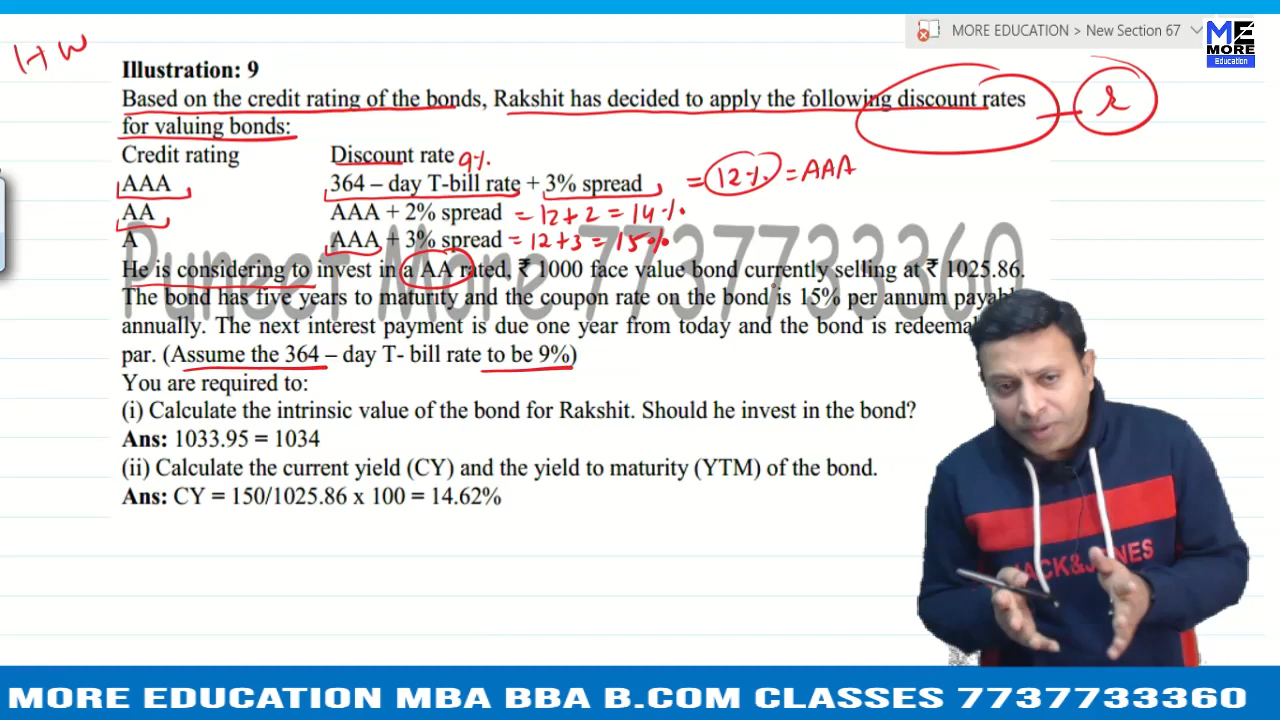 MORE EDUCATION > New Section 67
ME
MORE
Education
HW
Illustration: 9
Based on the credit rating of the bonds, Rakshit has decided to apply the following discount rates
r
for valuing bonds:
Credit rating Discount rate 9%
AAA 364 – day T-bill rate + 3% spread = 12% = AAA
AA AAA + 2% spread = 12+2 = 14%
A AAA + 3% spread = 12+3 = 15%
Puneet More 7737733360
He is considering to invest in a AA rated, ₹ 1000 face value bond currently selling at ₹ 1025.86.
The bond has five years to maturity and the coupon rate on the bond is 15% per annum payable
annually. The next interest payment is due one year from today and the bond is
par. (Assume the 364 – day T- bill rate to be 9%)
You are required to:
(i) Calculate the intrinsic value of the bond for Rakshit. Should he invest in the bond?
Ans: 1033.95 = 1034
(ii) Calculate the current yield (CY) and the yield to maturity (YTM) of the bond.
Ans: CY = 150/1025.86 x 100 = 14.62%
JACK&JONES
MORE EDUCATION MBA BBA B.COM CLASSES 7737733360